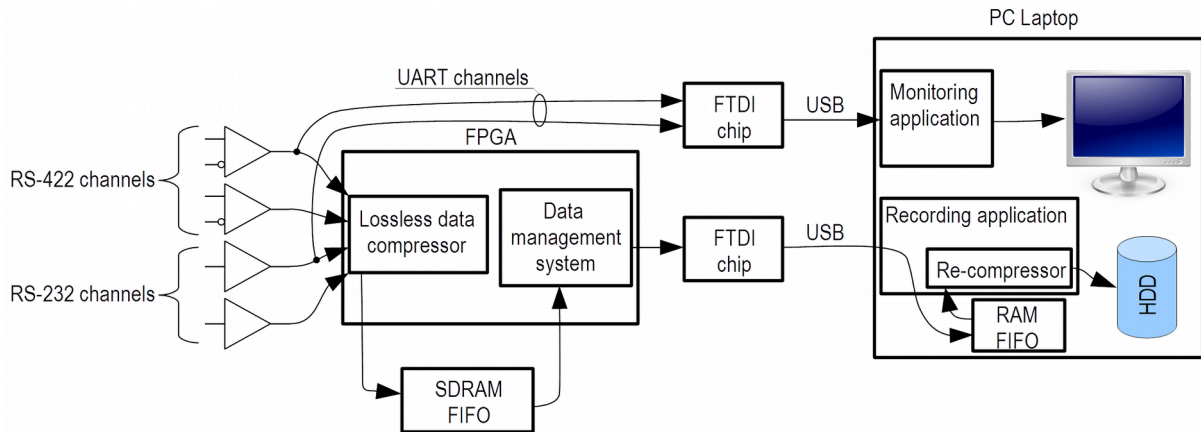 PC Laptop
UART channels
FTDI
chip
USB
Monitoring
application
FPGA
RS-422 channels
Lossless data
compressor
Data
management
system
FTDI
chip
USB
Recording application
Re-compressor
HDD
RS-232 channels
RAM
FIFO
SDRAM
FIFO